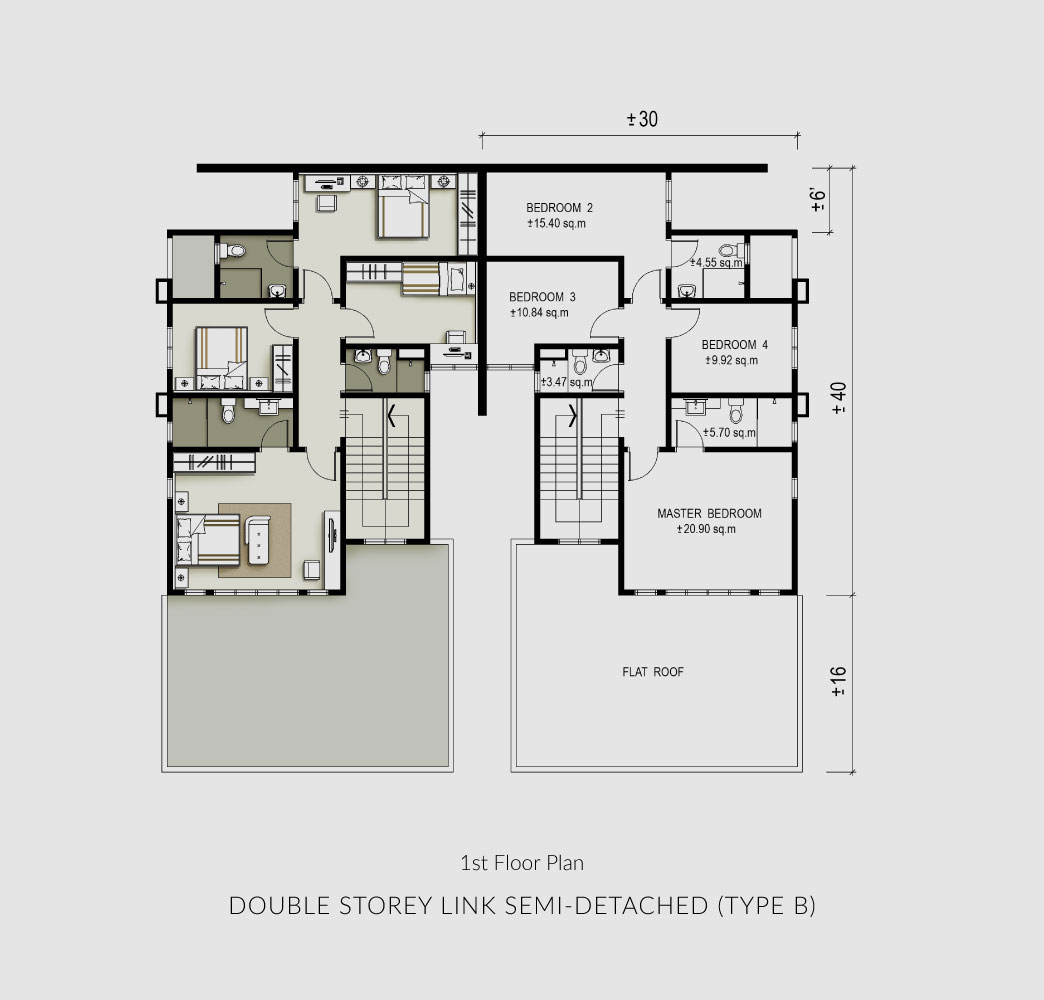 ±30
±6'
BEDROOM 2
±15.40 sq.m
±4.55 sq.m
BEDROOM 3
±10.84 sq.m
BEDROOM 4
±9.92 sq.m
±3.47 sq.m
±40
±5.70 sq.m
MASTER BEDROOM
±20.90 sq.m
FLAT ROOF
±16
1st Floor Plan
DOUBLE STOREY LINK SEMI-DETACHED (TYPE B)